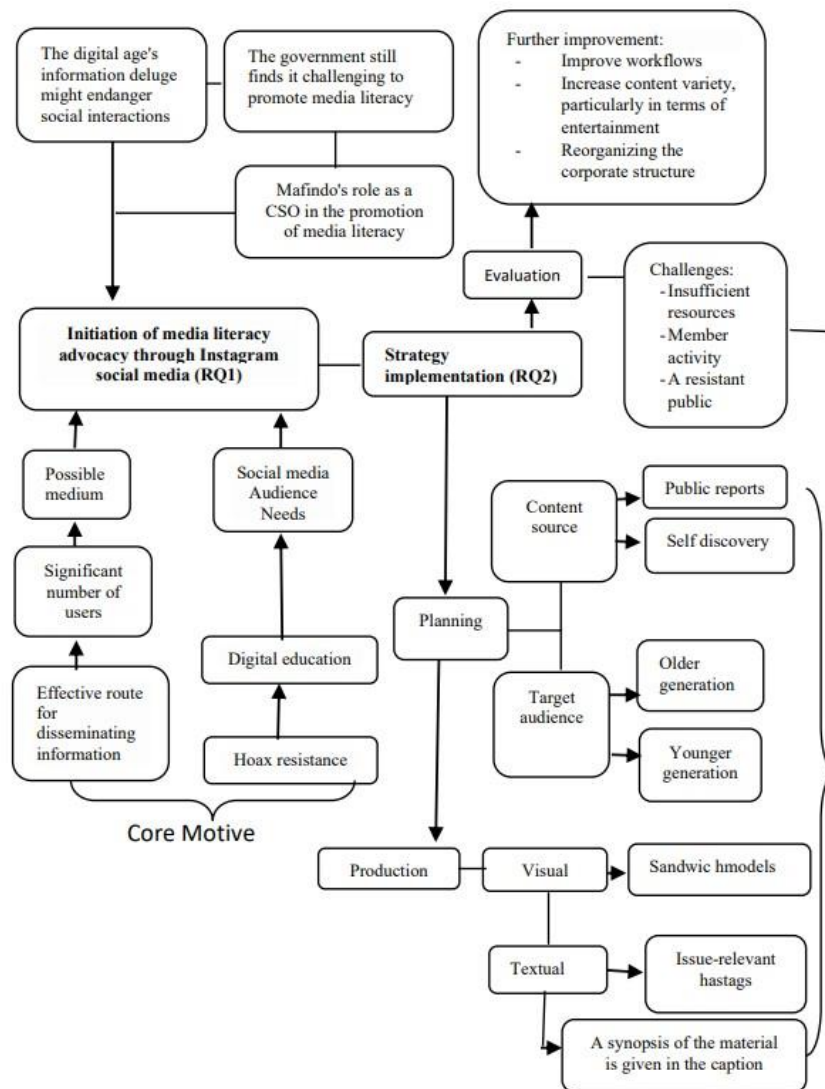 The digital age's
information deluge
might endanger
social interactions
The government still
finds it challenging to
promote media literacy
Mafindo's role as a
CSO in the promotion
of media literacy
Further improvement:
- Improve workflows
- Increase content variety,
particularly in terms of
entertainment
- Reorganizing the
corporate structure
Evaluation
Challenges:
- Insufficient
resources
- Member
activity
- A resistant
public
Initiation of media literacy
advocacy through Instagram
social media (RQ1)
Strategy
implementation (RQ2)
Possible
medium
Significant
number of
users
Effective route
for
disseminating
information
Social media
Audience
Needs
Digital education
Hoax resistance
Core Motive
Planning
Content
source
Public reports
Self discovery
Target
audience
Older
generation
Younger
generation
Production
Visual
Sandwic hmodels
Textual
Issue-relevant
hastags
A synopsis of the material
is given in the caption